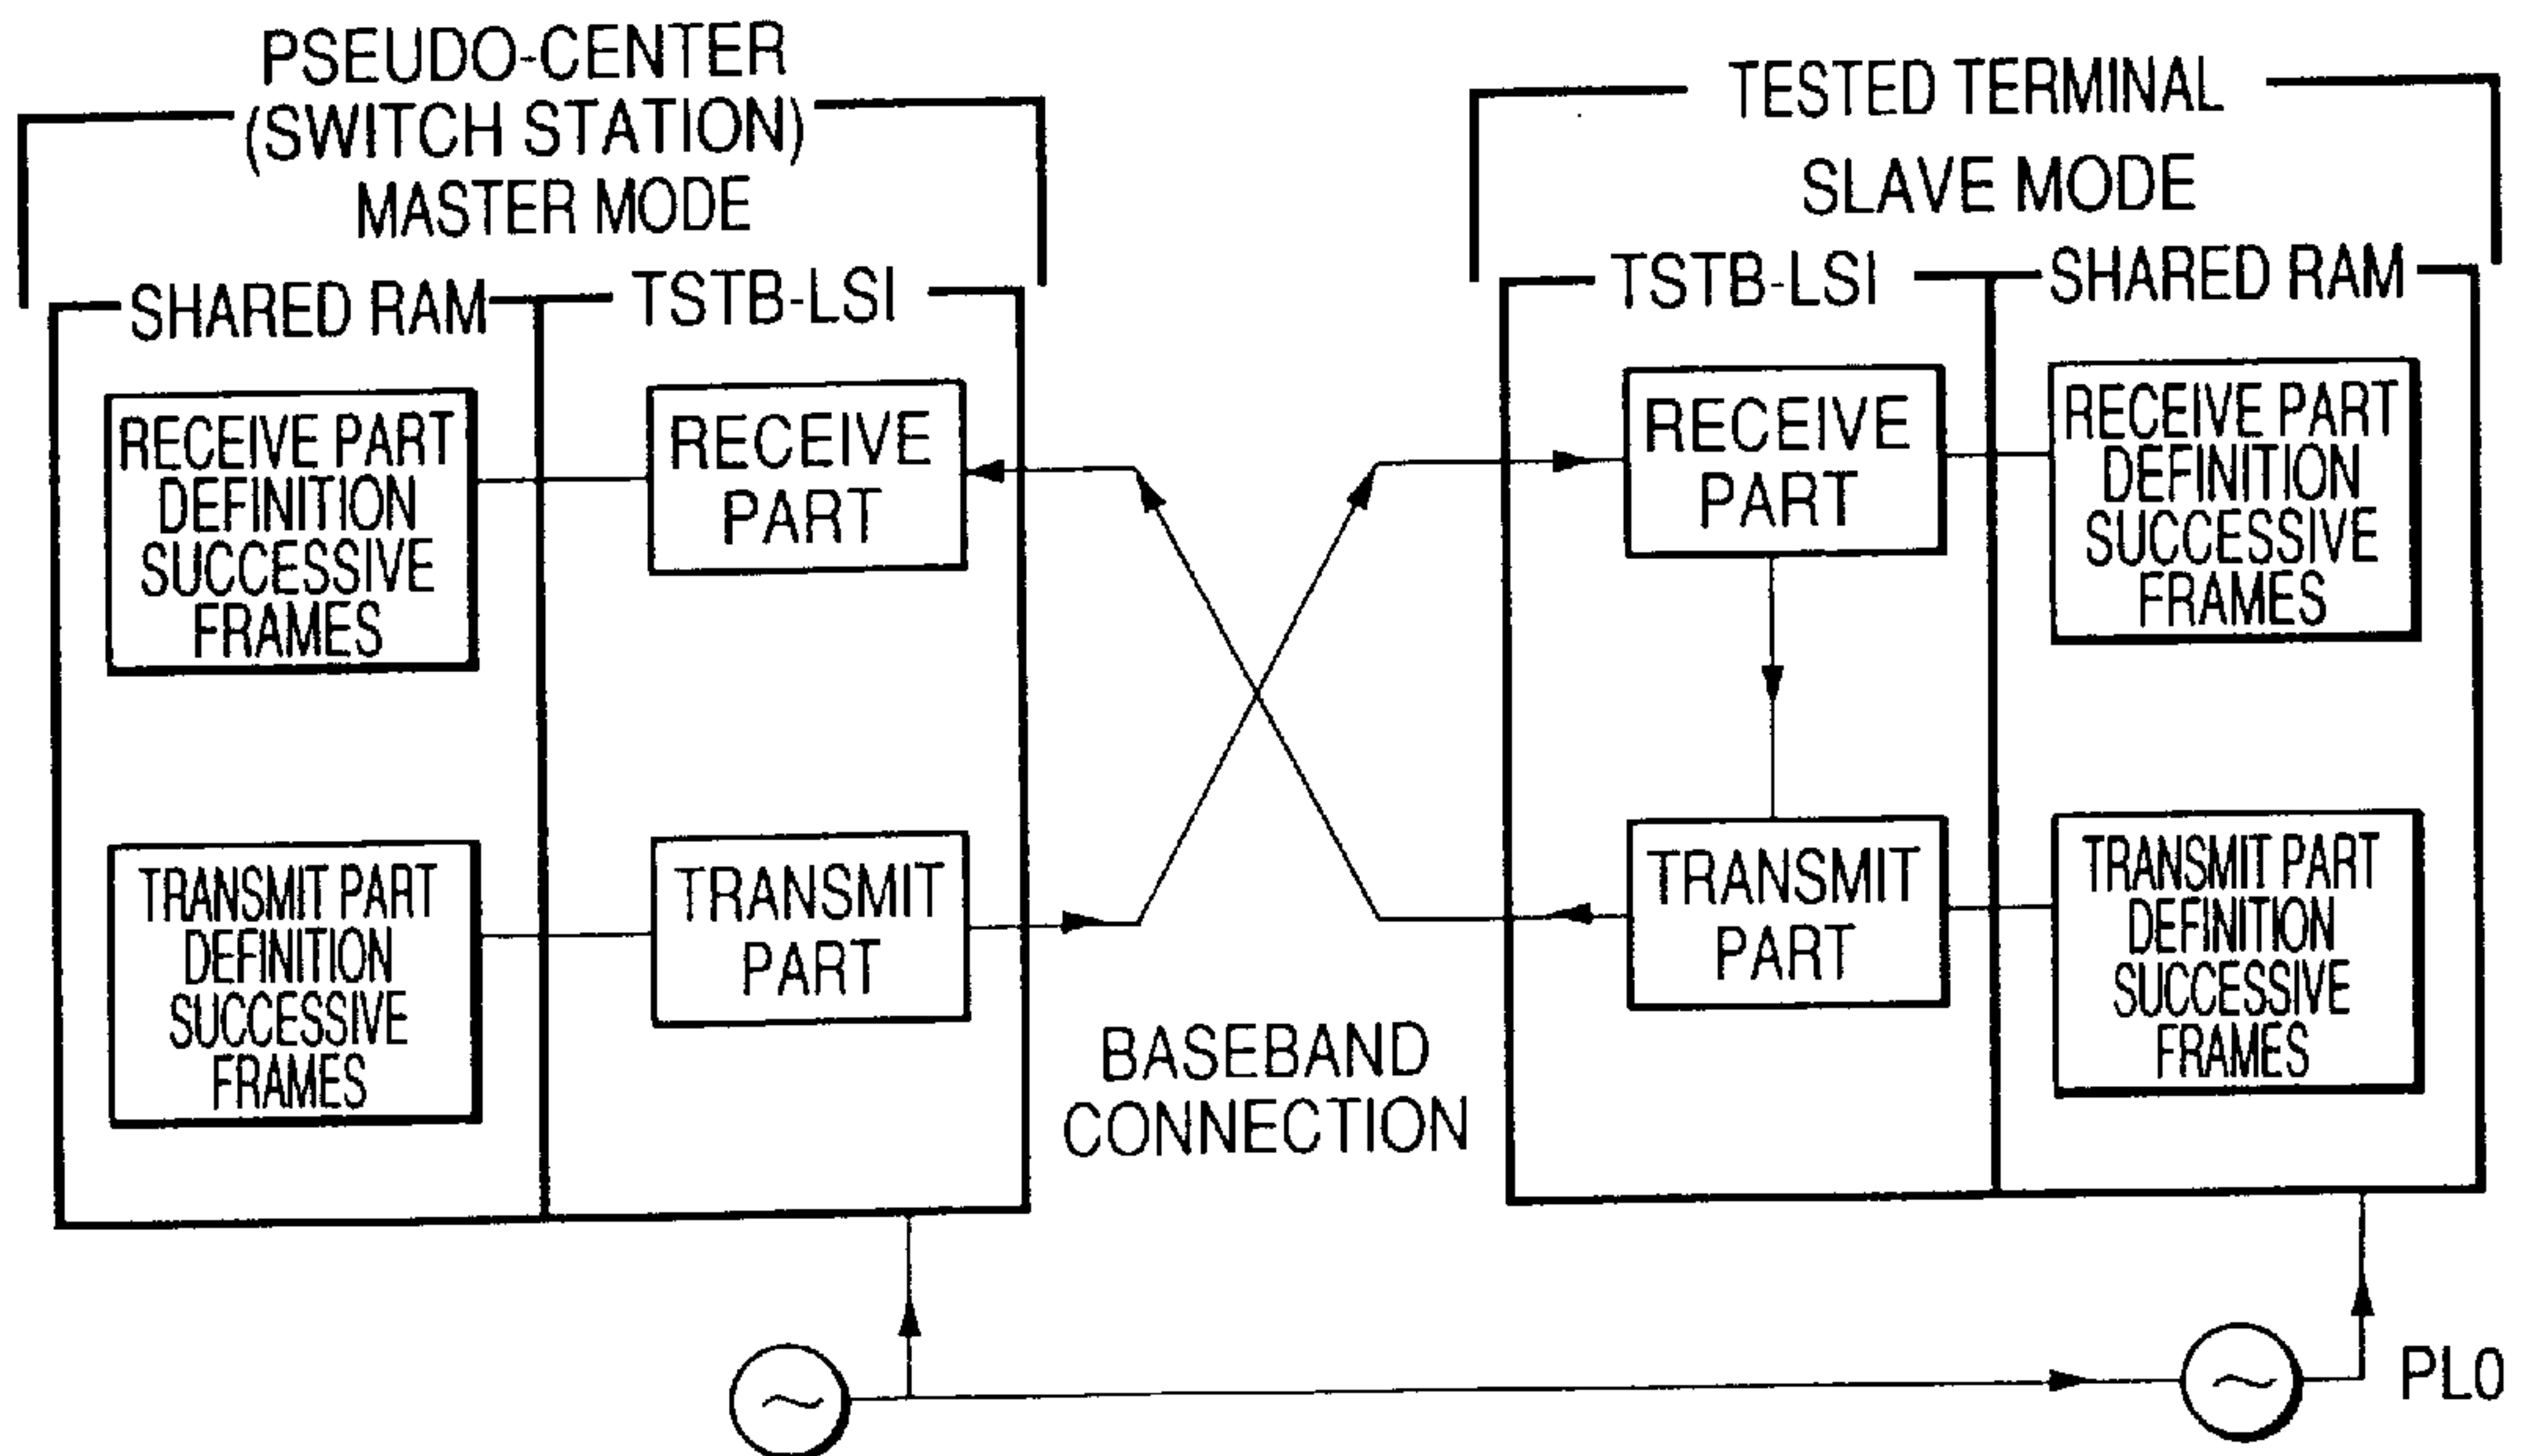 PSEUDO-CENTER
(SWITCH STATION)
MASTER MODE
SHARED RAM
TSTB-LSI
RECEIVE PART
DEFINITION
SUCCESSIVE
FRAMES
RECEIVE
PART
TRANSMIT PART
DEFINITION
SUCCESSIVE
FRAMES
TRANSMIT
PART
BASEBAND
CONNECTION
TESTED TERMINAL
SLAVE MODE
TSTB-LSI
SHARED RAM
RECEIVE
PART
RECEIVE PART
DEFINITION
SUCCESSIVE
FRAMES
TRANSMIT
PART
TRANSMIT PART
DEFINITION
SUCCESSIVE
FRAMES
PL0